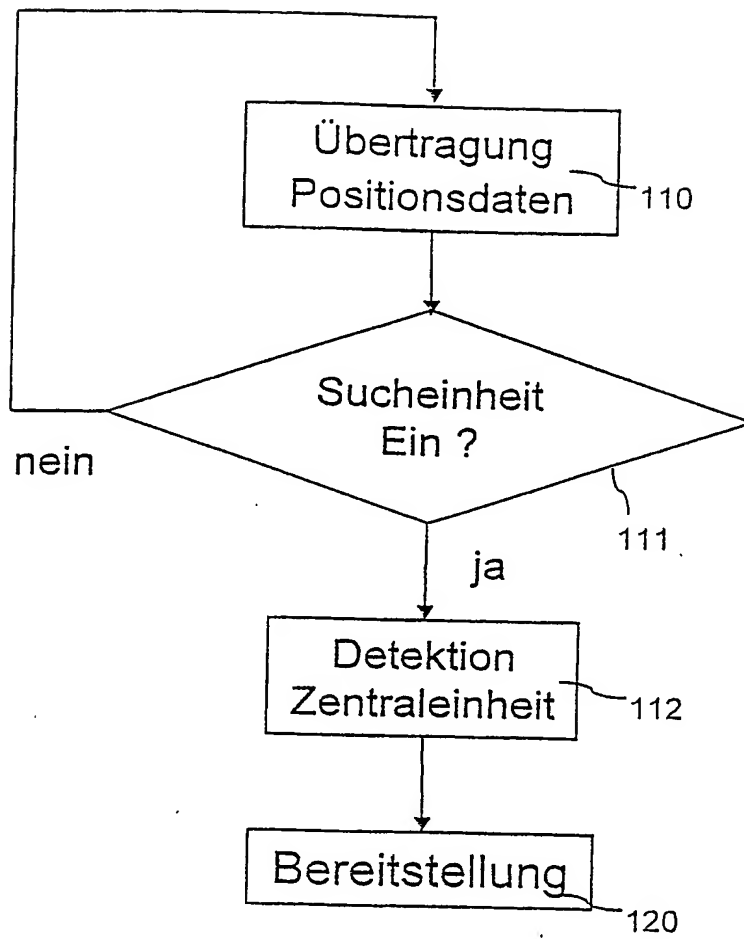 Übertragung
Positionsdaten
110
Sucheinheit
Ein ?
nein
111
ja
Detektion
Zentraleinheit
112
Bereitstellung
120